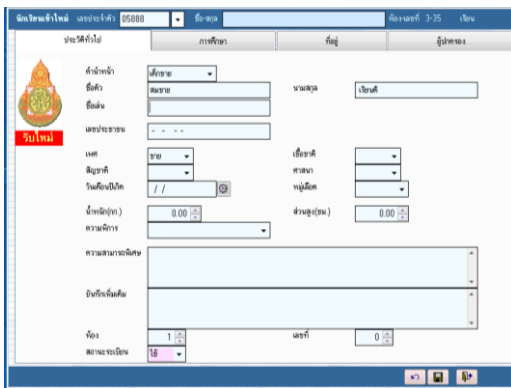 นักเรียนเข้าใหม่ เลขประจำตัว 05888 ชื่อ-สกุล ห้อง-เลขที่ 3-35 เรียน
ประวัติทั่วไป การศึกษา ที่อยู่ ผู้ปกครอง
คำนำหน้า เด็กชาย
ชื่อตัว สมชาย นามสกุล เรียนดี
ชื่อเล่น
เลขประชาชน - - - -
รับใหม่
เพศ ชาย เชื้อชาติ
สัญชาติ ศาสนา
วันเดือนปีเกิด / / หมู่เลือด
น้ำหนัก(กก.) 0.00 ส่วนสูง(ซม.) 0.00
ความพิการ
ความสามารถพิเศษ
บันทึกเพิ่มเติม
ห้อง 1 เลขที่ 0
สถานะระเบียน ใช้